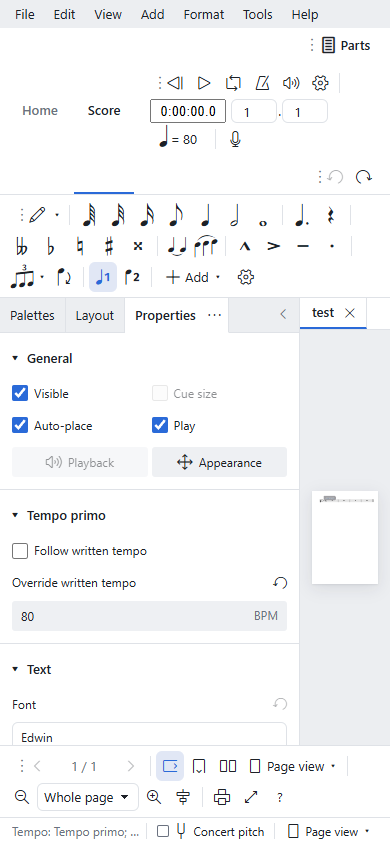 File Edit View Add Format Tools Help
Parts
Home Score 0:00:00.0 1 . 1
= 80
3 1 2 Add
Palettes Layout Properties ··· test
General
Visible Cue size
Auto-place Play
Playback Appearance
Tempo primo
Follow written tempo
Override written tempo
80 BPM
Text
Font
Edwin
1 / 1 Page view
Whole page ?
Tempo: Tempo primo; ... Concert pitch Page view